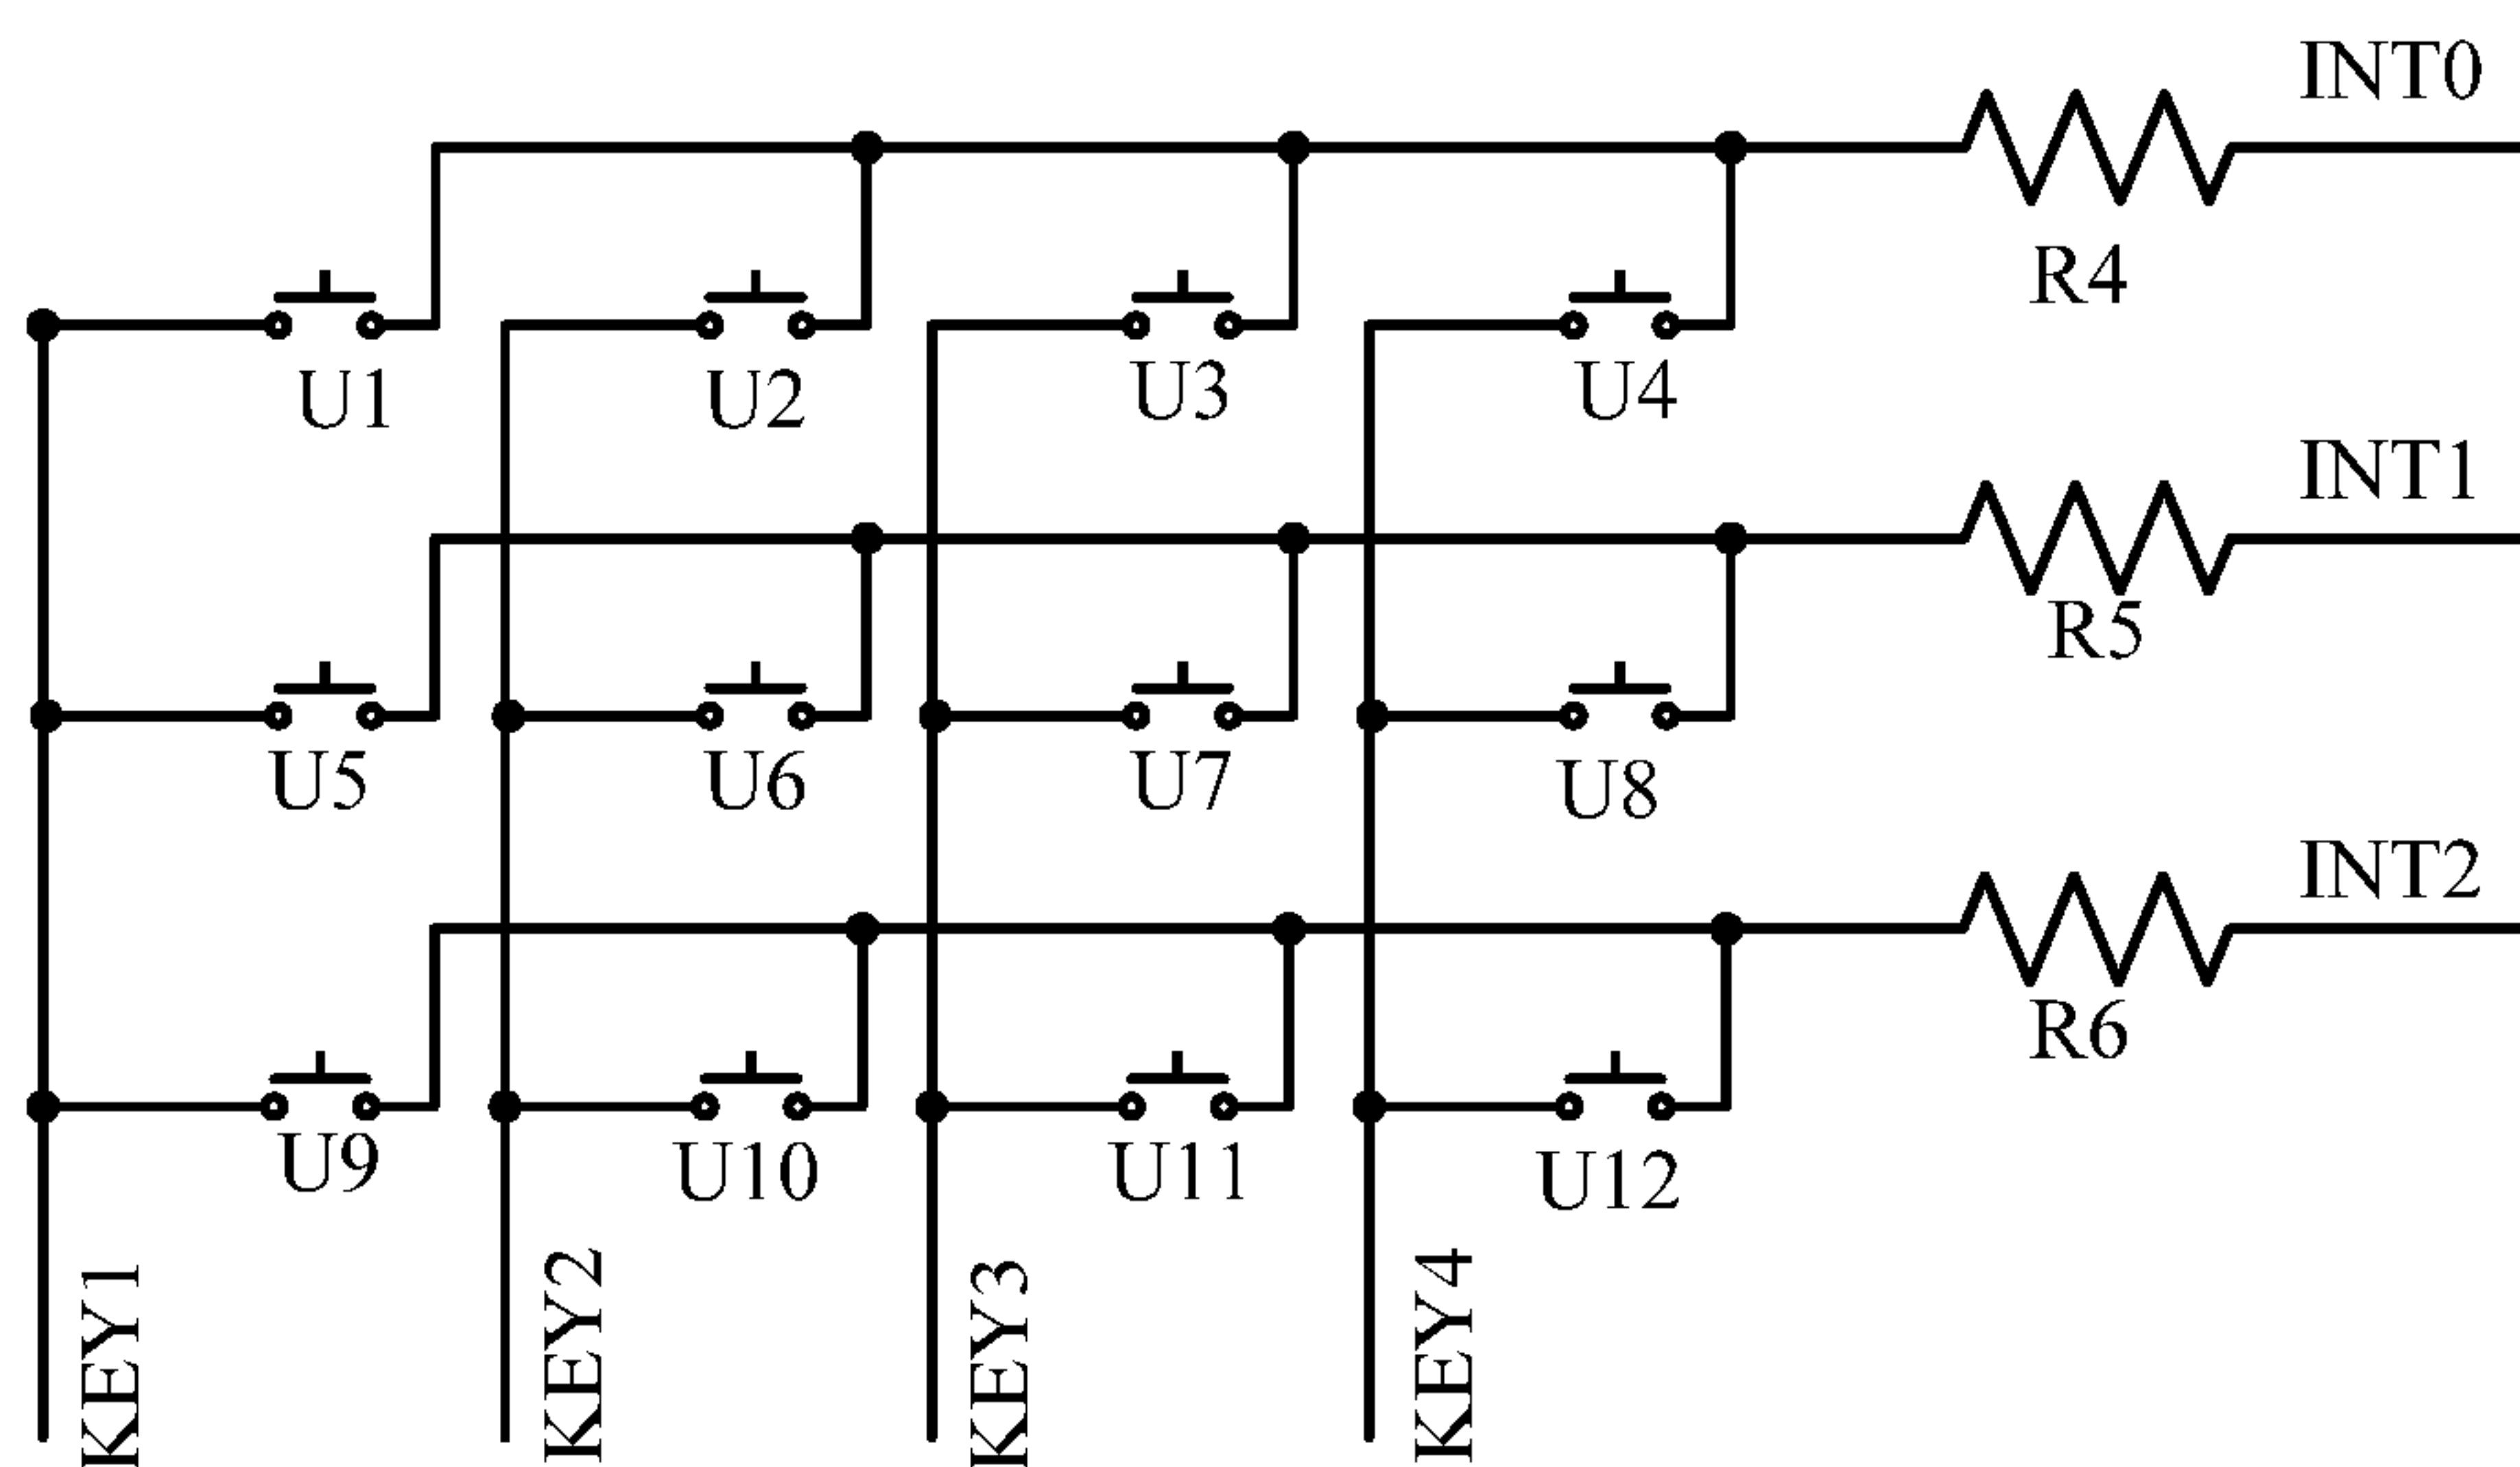 INT0
R4
U1 U2 U3 U4
INT1
R5
U5 U6 U7 U8
INT2
R6
U9 U10 U11 U12
KEY1 KEY2 KEY3 KEY4